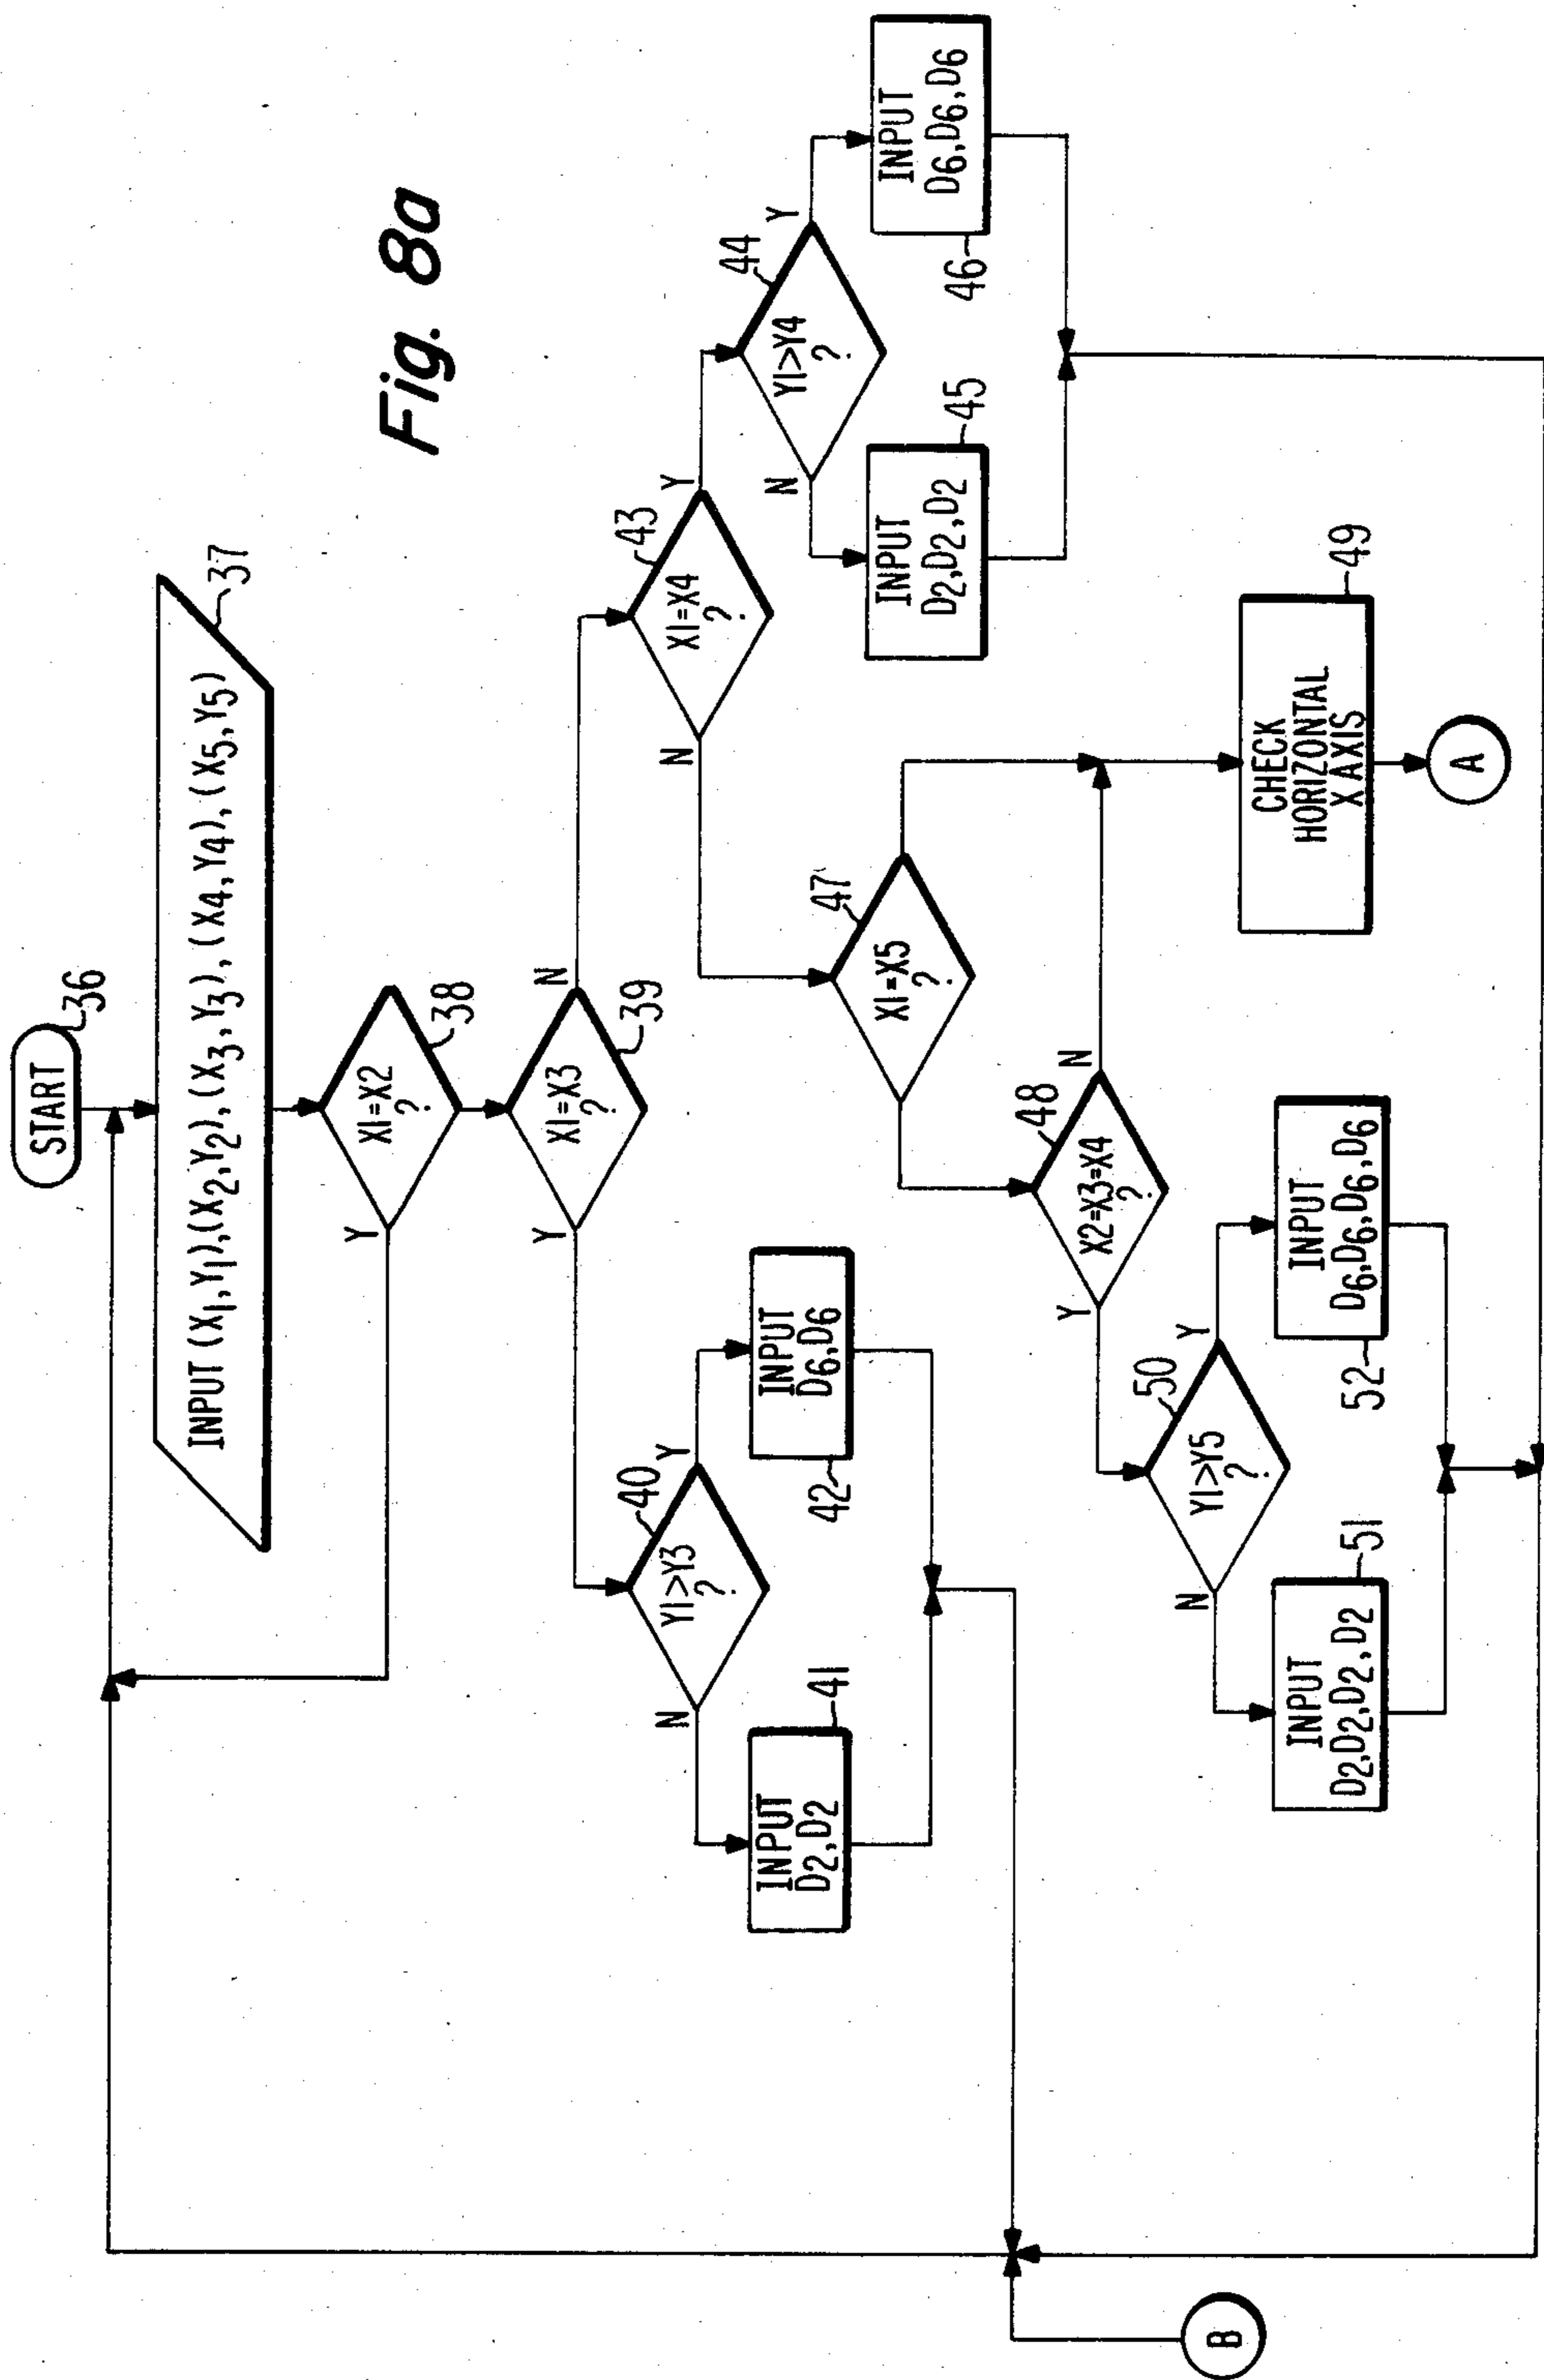 Fig. 8a
START
36
INPUT (X1,Y1),(X2,Y2),(X3,Y3),(X4,Y4),(X5,Y5)
37
X1=X2
?
38
Y
X1=X3
?
39
Y
N
Y1>Y3
?
40
N
Y
INPUT
D2,D2
41
INPUT
D6,D6
42
X1=X4
?
43
N
Y
Y1>Y4
?
44
N
Y
INPUT
D2,D2,D2
45
INPUT
D6,D6,D6
46
X1=X5
?
47
X2=X3=X4
?
48
Y
N
CHECK
HORIZONTAL
X AXIS
49
A
Y1>Y5
?
50
N
Y
INPUT
D2,D2,D2,D2
51
INPUT
D6,D6,D6,D6
52
B